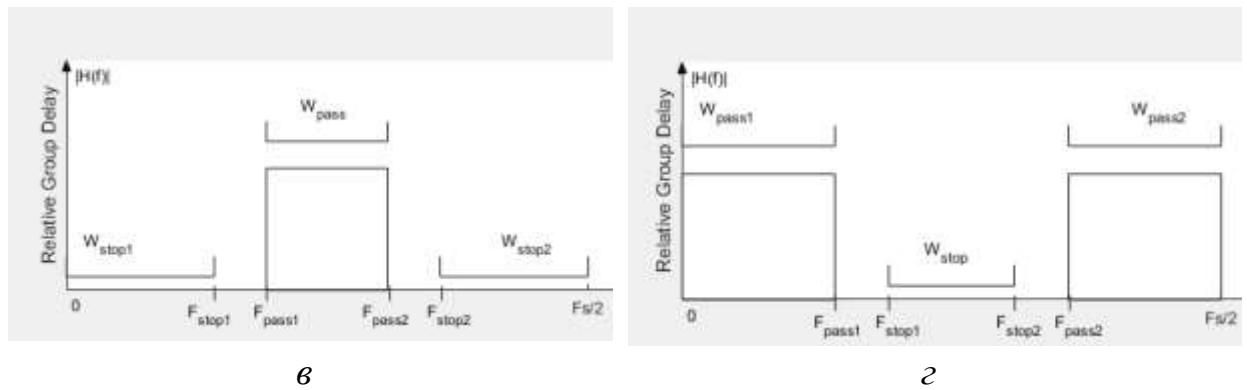 |H(f)|
Relative Group Delay
W_pass
W_stop1
W_stop2
0
F_stop1
F_pass1
F_pass2
F_stop2
Fs/2
в
|H(f)|
Relative Group Delay
W_pass1
W_pass2
W_stop
0
F_pass1
F_stop1
F_stop2
F_pass2
Fs/2
г